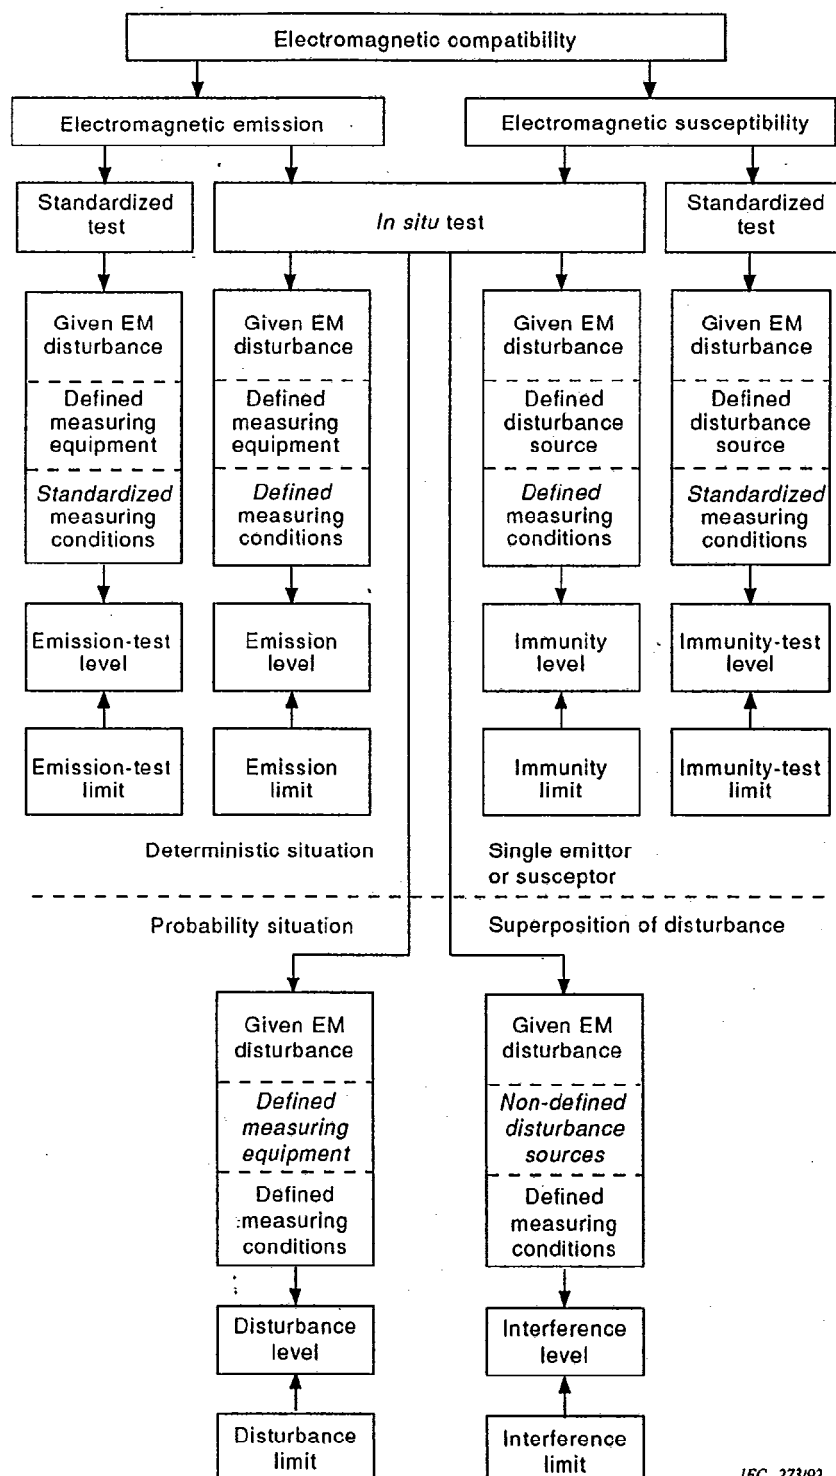 Electromagnetic compatibility
Electromagnetic emission
Electromagnetic susceptibility
Standardized
test
In situ test
Standardized
test
Given EM
disturbance
Defined
measuring
equipment
Standardized
measuring
conditions
Given EM
disturbance
Defined
measuring
equipment
Defined
measuring
conditions
Given EM
disturbance
Defined
disturbance
source
Defined
measuring
conditions
Given EM
disturbance
Defined
disturbance
source
Standardized
measuring
conditions
Emission-test
level
Emission
level
Immunity
level
Immunity-test
level
Emission-test
limit
Emission
limit
Immunity
limit
Immunity-test
limit
Deterministic situation
Single emittor
or susceptor
Probability situation
Superposition of disturbance
Given EM
disturbance
Defined
measuring
equipment
Defined
measuring
conditions
Given EM
disturbance
Non-defined
disturbance
sources
Defined
measuring
conditions
Disturbance
level
Interference
level
Disturbance
limit
Interference
limit
IEC 273/92